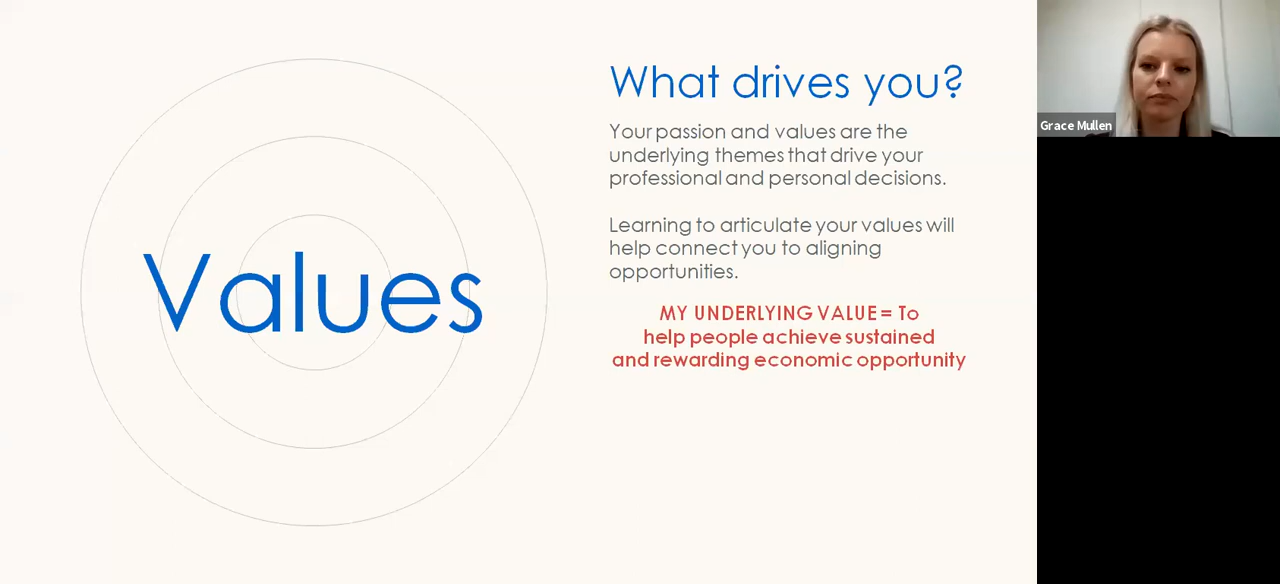 Values
What drives you?
Your passion and values are the
underlying themes that drive your
professional and personal decisions.
Learning to articulate your values will
help connect you to aligning
opportunities.
MY UNDERLYING VALUE = To
help people achieve sustained
and rewarding economic opportunity
Grace Mullen